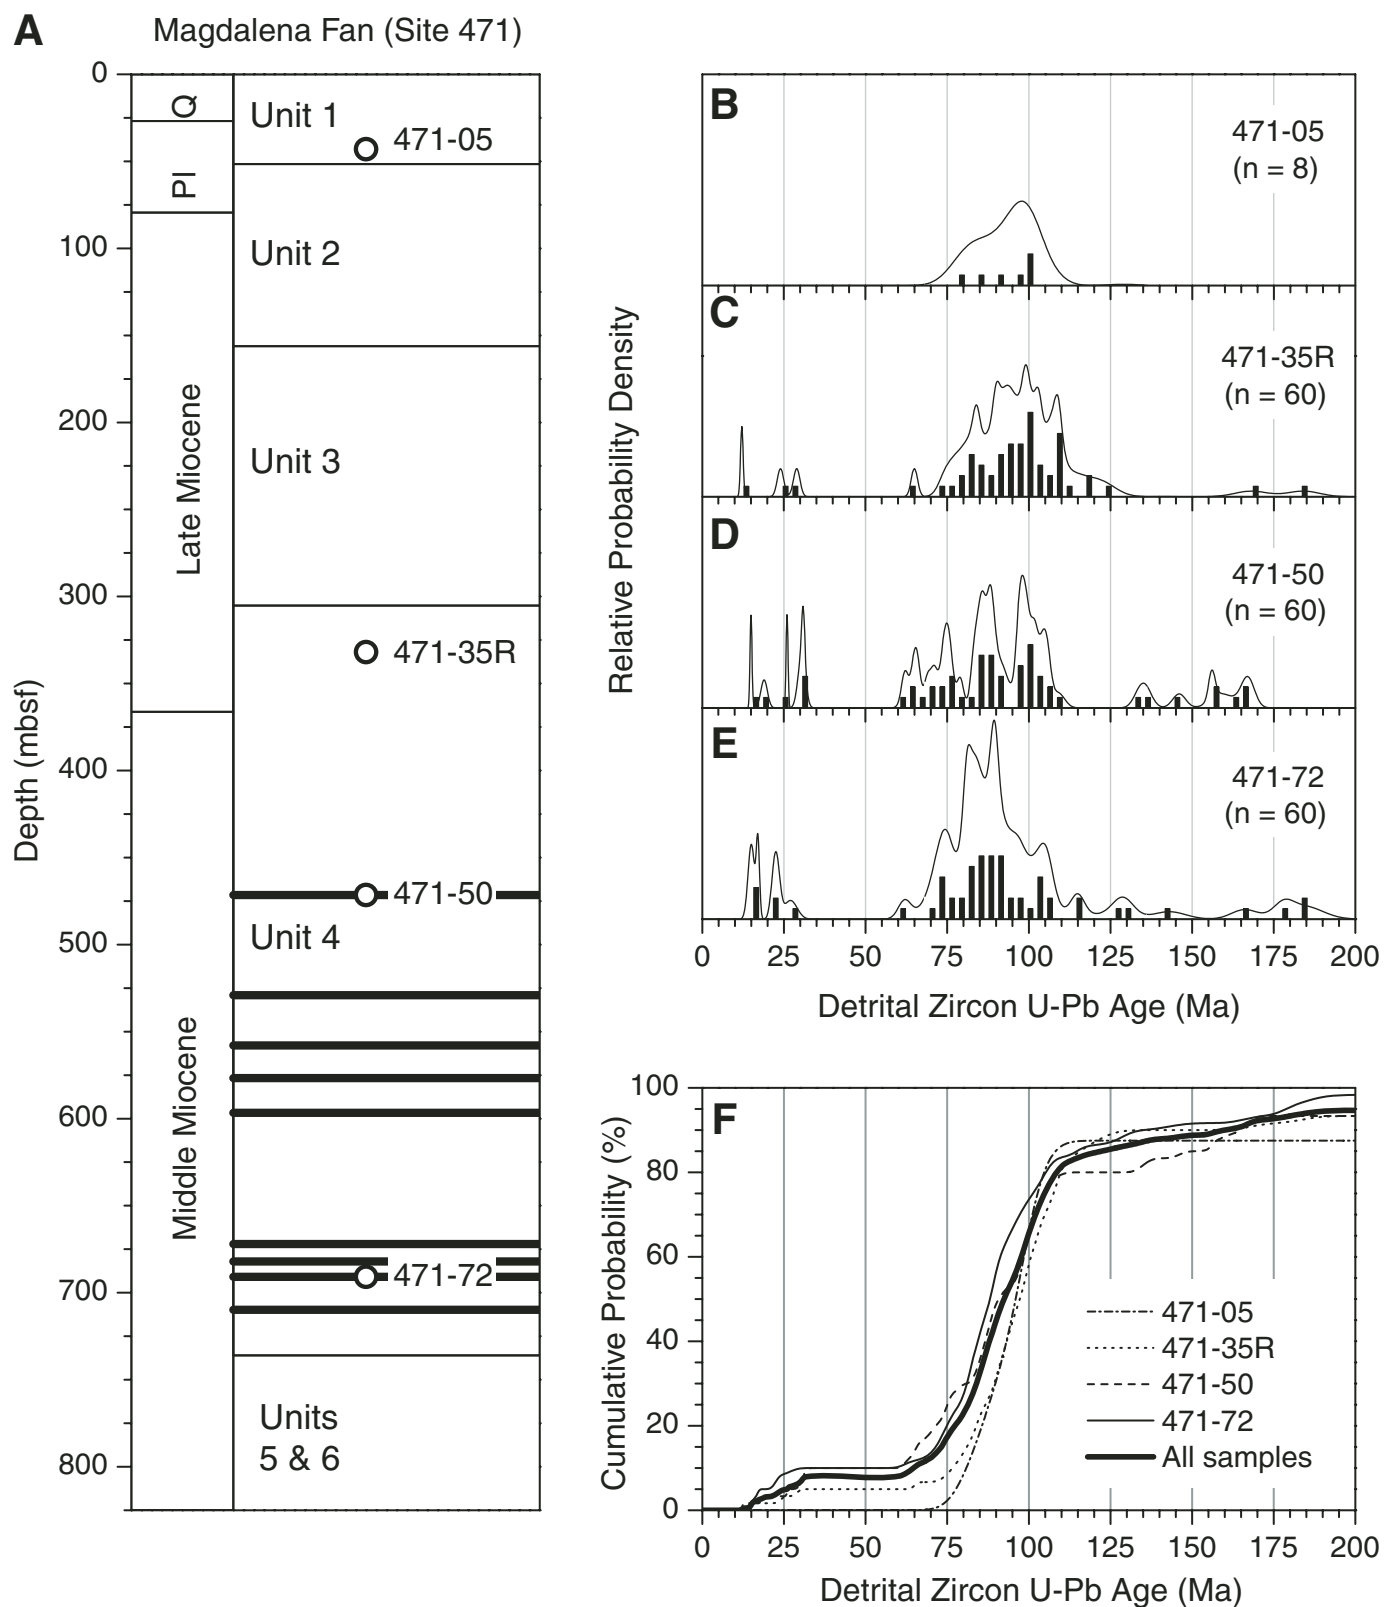 A
Magdalena Fan (Site 471)
0
100
200
300
400
500
600
700
800
Depth (mbsf)
Q
Pl
Late Miocene
Middle Miocene
Unit 1
471-05
Unit 2
Unit 3
471-35R
471-50
Unit 4
471-72
Units
5 & 6
Relative Probability Density
B
471-05
(n = 8)
C
471-35R
(n = 60)
D
471-50
(n = 60)
E
471-72
(n = 60)
0 25 50 75 100 125 150 175 200
Detrital Zircon U-Pb Age (Ma)
F
100
80
60
40
20
0
Cumulative Probability (%)
471-05
471-35R
471-50
471-72
All samples
0 25 50 75 100 125 150 175 200
Detrital Zircon U-Pb Age (Ma)